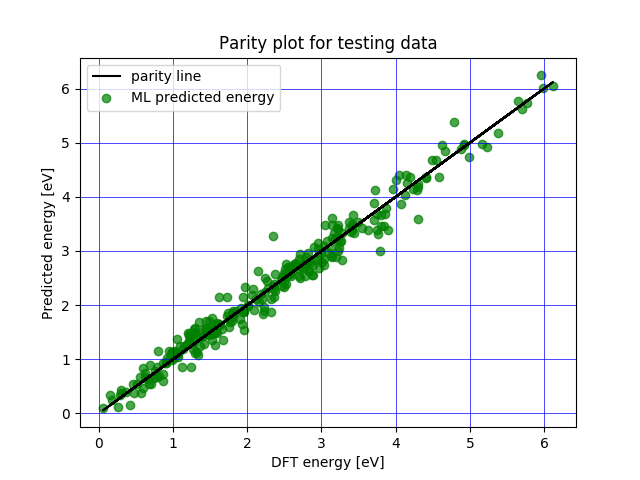 Parity plot for testing data
parity line
ML predicted energy
Predicted energy [eV]
6
5
4
3
2
1
0
0 1 2 3 4 5 6
DFT energy [eV]